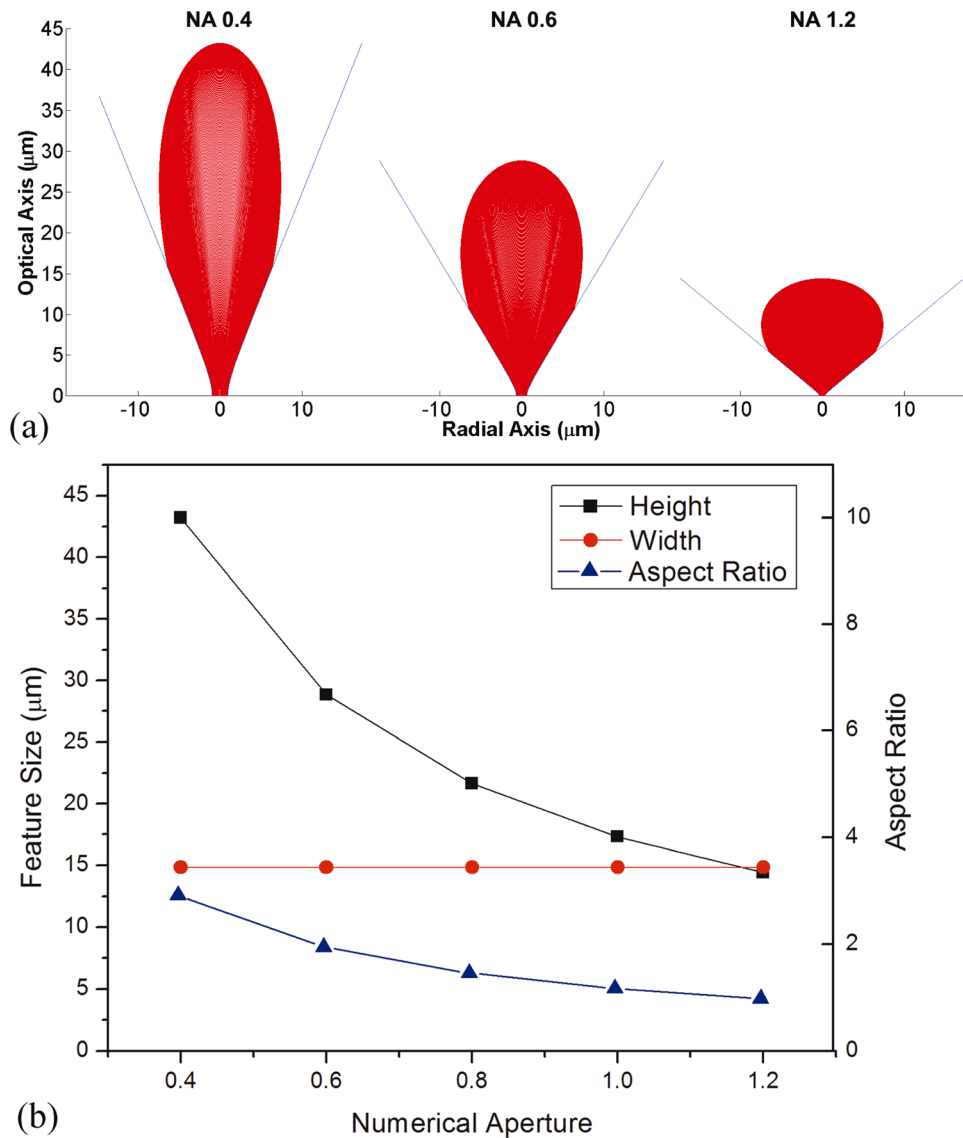 NA 0.4 NA 0.6 NA 1.2
Optical Axis (μm)
45
40
35
30
25
20
15
10
5
0
-10 0 10 -10 0 10 -10 0 10
Radial Axis (μm)
(a)
Height
Width
Aspect Ratio
Feature Size (μm)
45
40
35
30
25
20
15
10
5
0
10
8
6
4
2
0
Aspect Ratio
0.4 0.6 0.8 1.0 1.2
Numerical Aperture
(b)